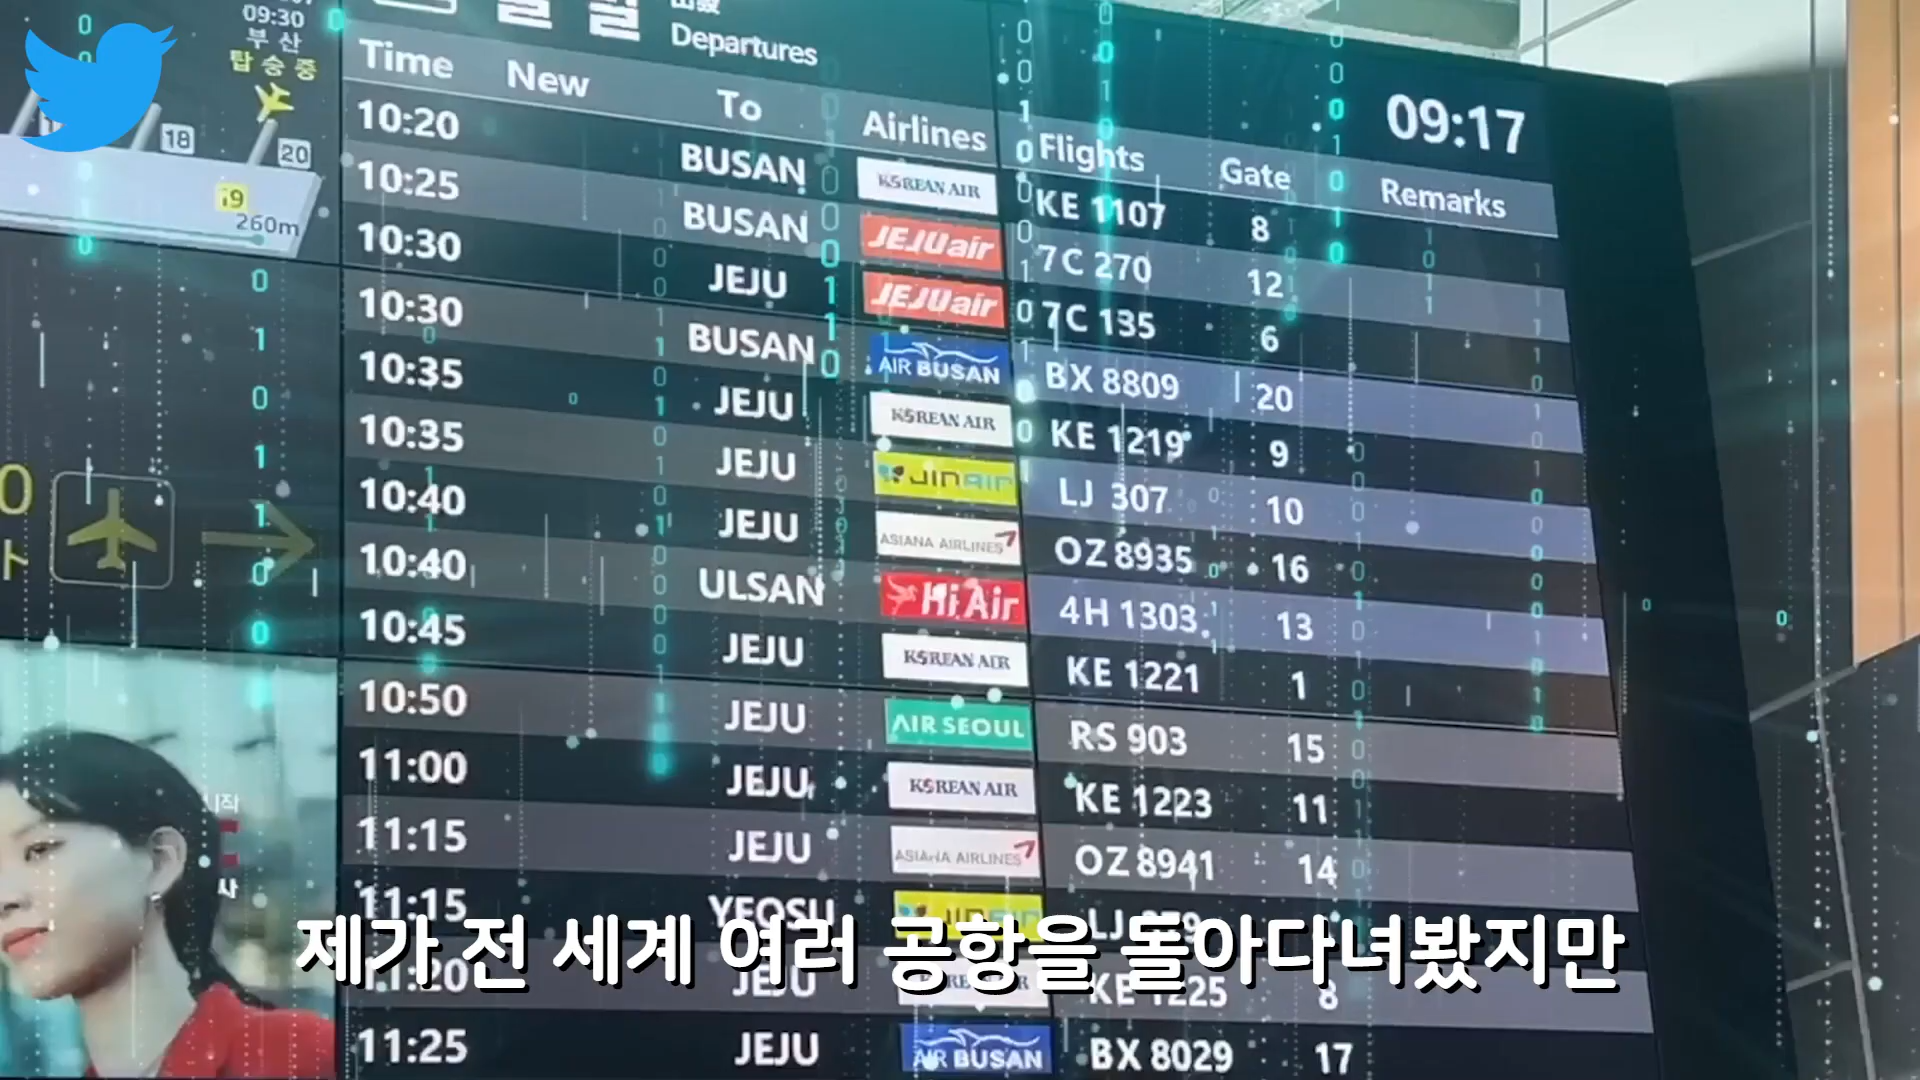 09:30
부산
탑승중
18
20
19
260m
Departures
09:17
Time New To Airlines Flights Gate Remarks
10:20 BUSAN KOREAN AIR KE 1107 8
10:25 BUSAN JEJUair 7C 270 12
10:30 JEJU JEJUair 7C 135 6
10:30 BUSAN AIR BUSAN BX 8809 20
10:35 JEJU KOREAN AIR KE 1219 9
10:35 JEJU JINAIR LJ 307 10
10:40 JEJU ASIANA AIRLINES OZ 8935 16
10:40 ULSAN Hi Air 4H 1303 13
10:45 JEJU KOREAN AIR KE 1221 1
10:50 JEJU AIR SEOUL RS 903 15
11:00 JEJU KOREAN AIR KE 1223 11
11:15 JEJU ASIANA AIRLINES OZ 8941 14
11:15 YEOSU JINAIR LJ
11:20 JEJU KE 1225 8
11:25 JEJU AIR BUSAN BX 8029 17
제가 전 세계 여러 공항을 돌아다녀봤지만